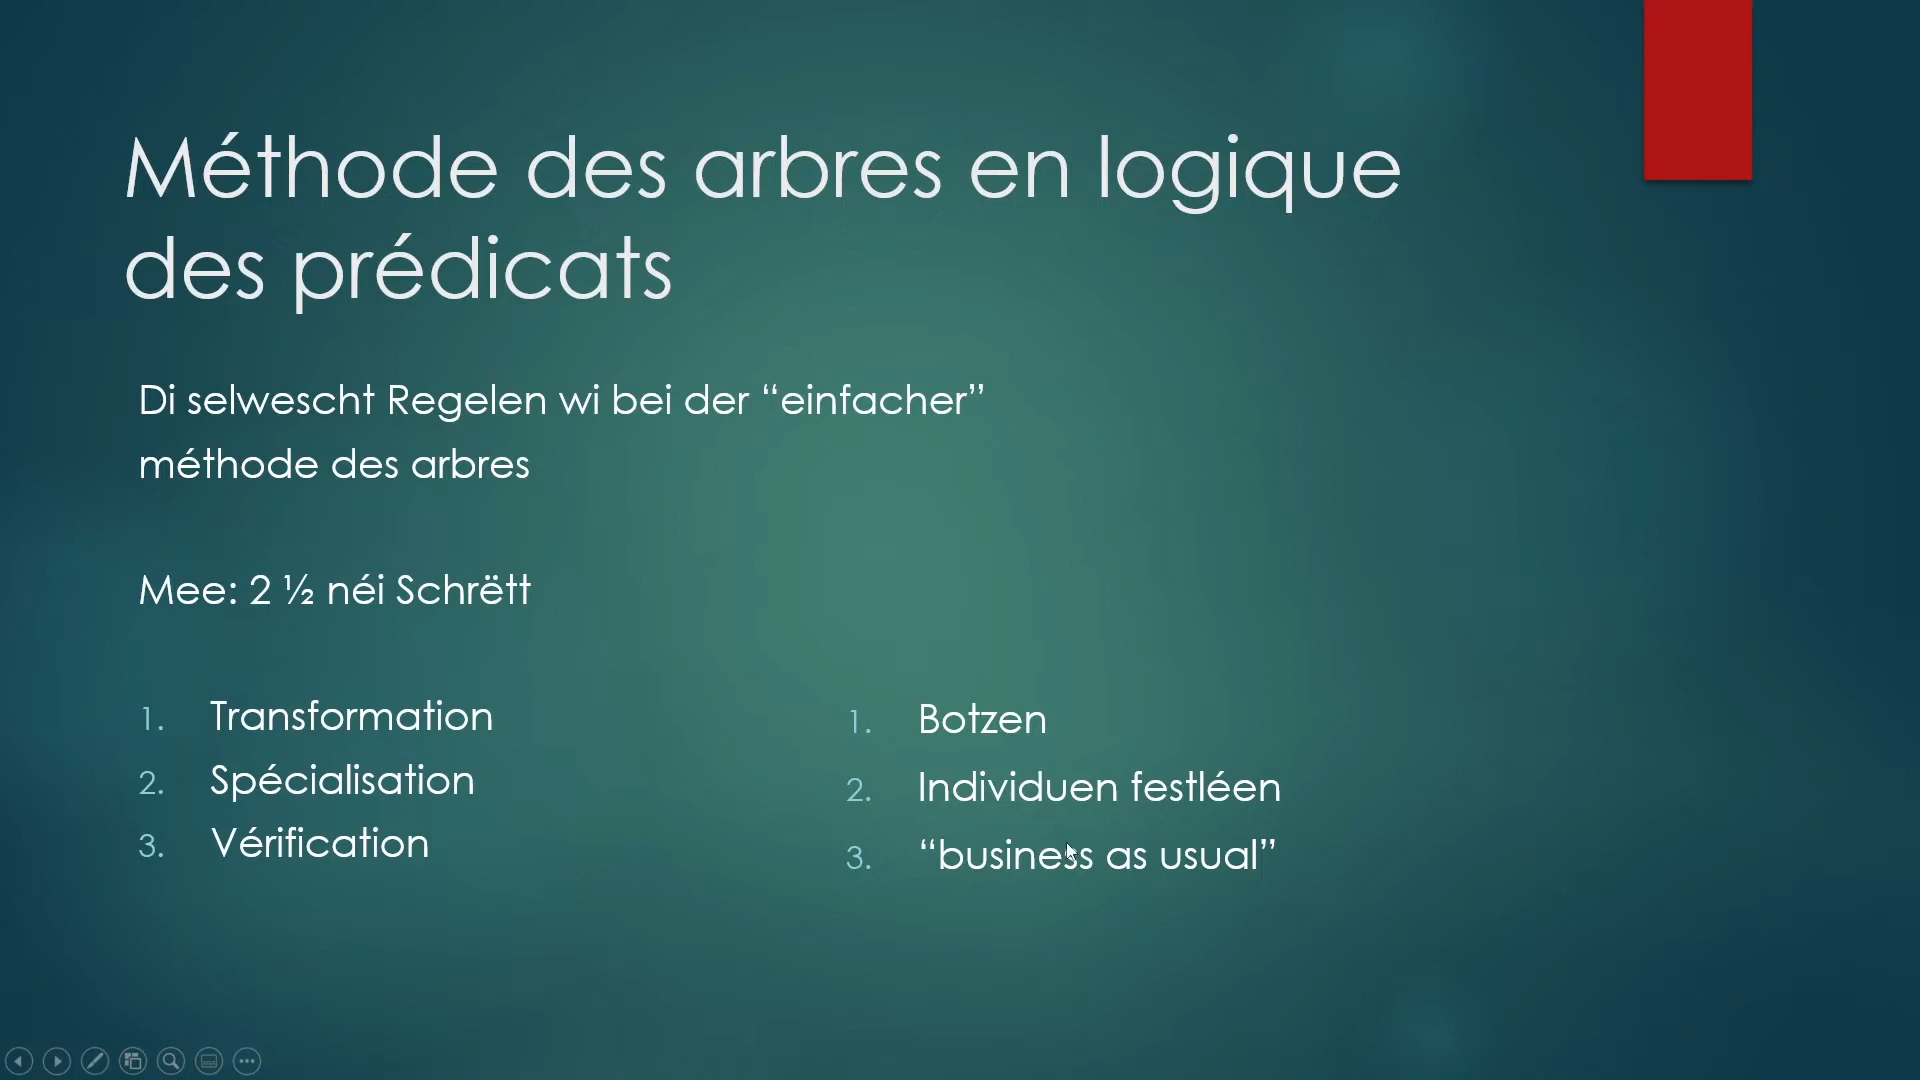 Méthode des arbres en logique
des prédicats
Di selwescht Regelen wi bei der “einfacher”
méthode des arbres
Mee: 2 ½ néi Schrëtt
1. Transformation
2. Spécialisation
3. Vérification
1. Botzen
2. Individuen festléen
3. “business as usual”